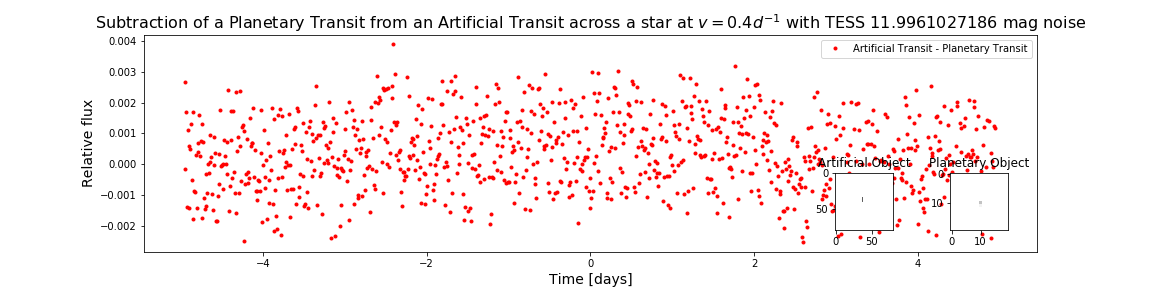 Subtraction of a Planetary Transit from an Artificial Transit across a star at v = 0.4d⁻¹ with TESS 11.9961027186 mag noise
Artificial Transit - Planetary Transit
Relative flux
0.004
0.003
0.002
0.001
0.000
−0.001
−0.002
Artificial Object
0
50
0 50
Planetary Object
0
10
0 10
−4 −2 0 2 4
Time [days]